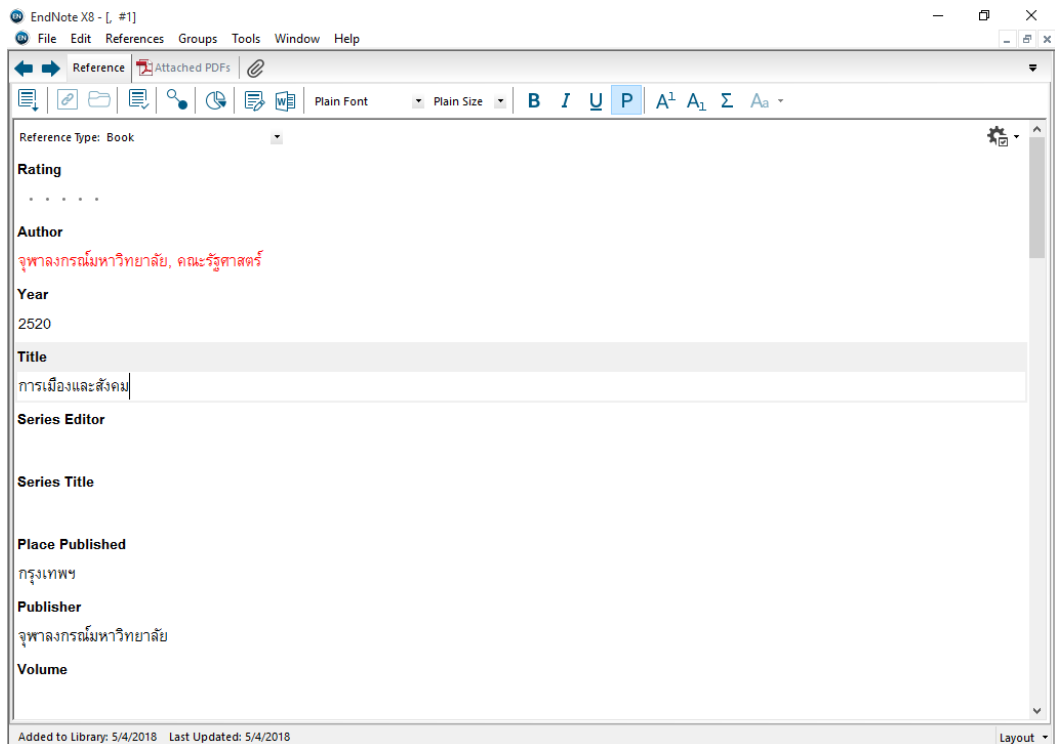 EndNote X8 - [, #1]
File Edit References Groups Tools Window Help
Reference Attached PDFs
Plain Font Plain Size B I U P A1 A1 Σ Aa
Reference Type: Book
Rating
Author
จุฬาลงกรณ์มหาวิทยาลัย, คณะรัฐศาสตร์
Year
2520
Title
การเมืองและสังคม
Series Editor
Series Title
Place Published
กรุงเทพฯ
Publisher
จุฬาลงกรณ์มหาวิทยาลัย
Volume
Added to Library: 5/4/2018 Last Updated: 5/4/2018 Layout